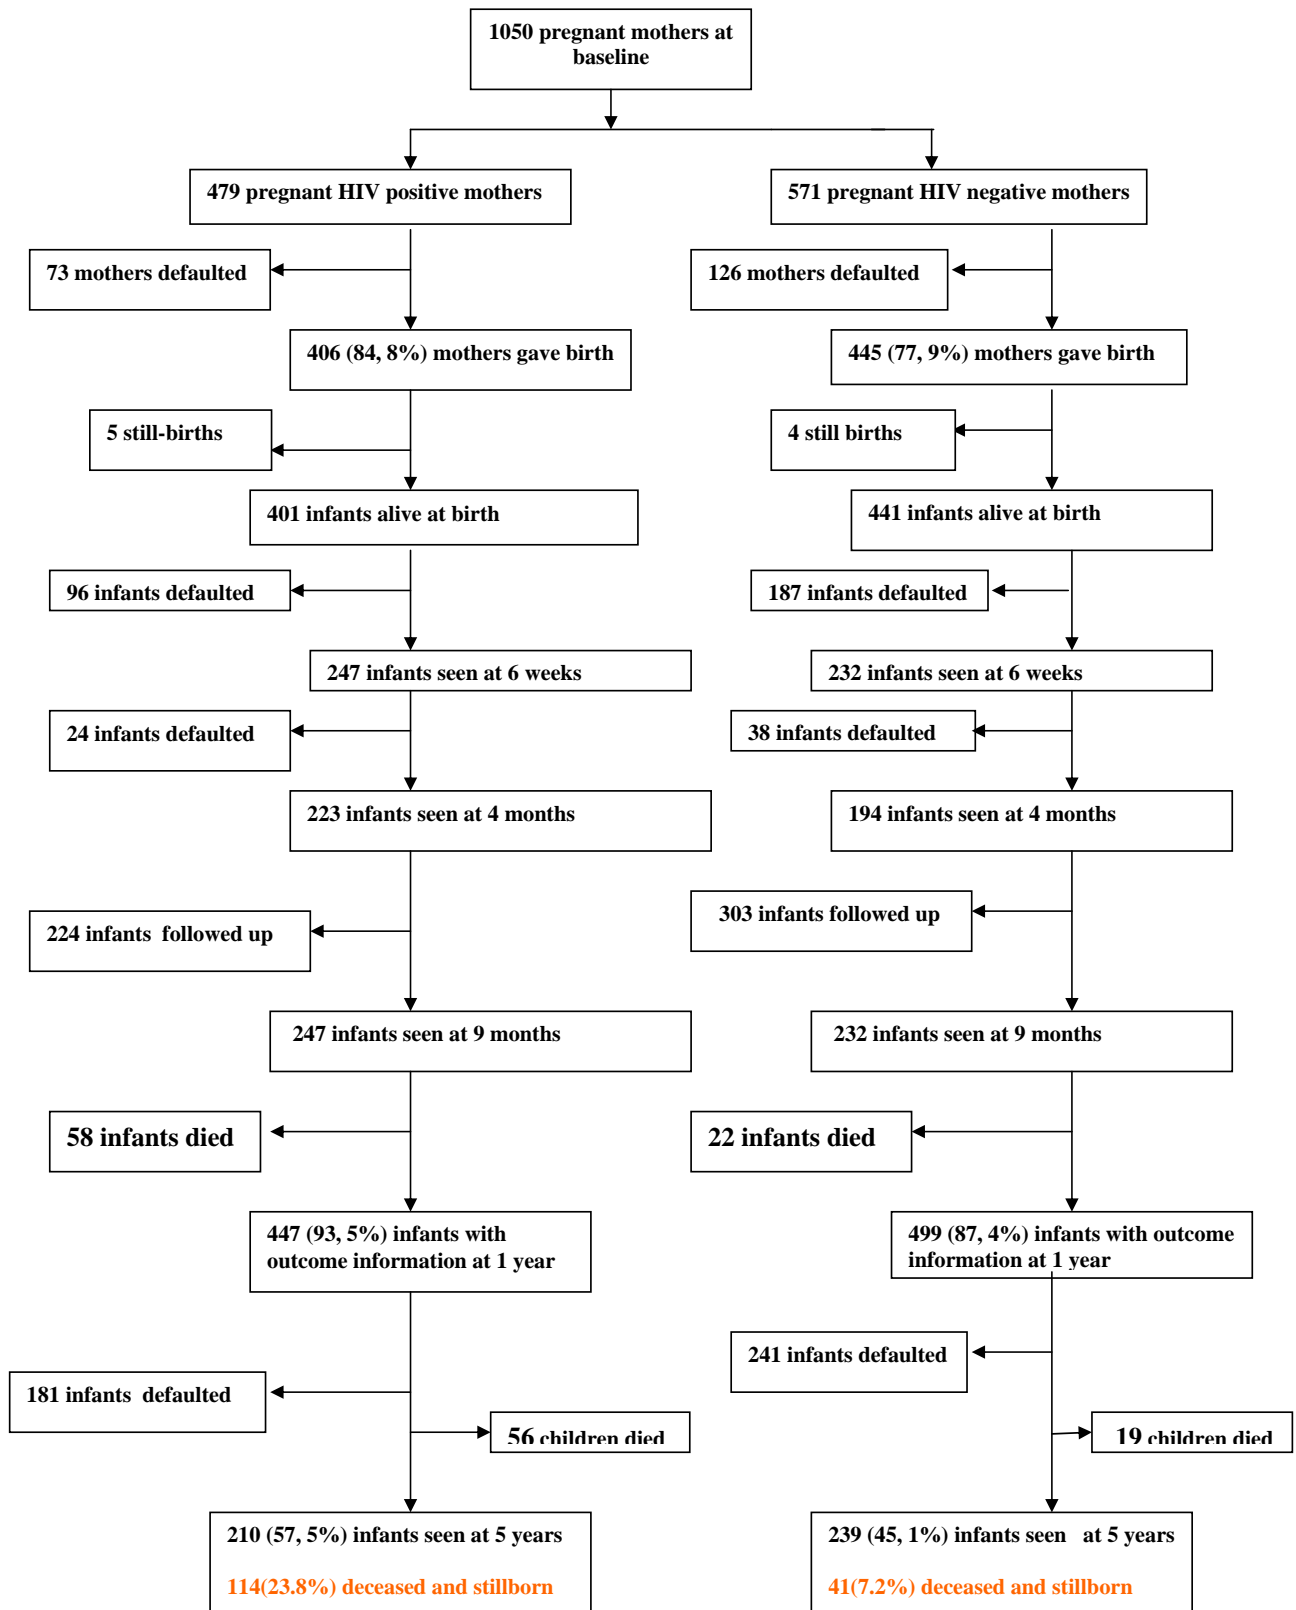 1050 pregnant mothers at
baseline
479 pregnant HIV positive mothers
571 pregnant HIV negative mothers
73 mothers defaulted
126 mothers defaulted
406 (84, 8%) mothers gave birth
445 (77, 9%) mothers gave birth
5 still-births
4 still births
401 infants alive at birth
441 infants alive at birth
96 infants defaulted
187 infants defaulted
247 infants seen at 6 weeks
232 infants seen at 6 weeks
24 infants defaulted
38 infants defaulted
223 infants seen at 4 months
194 infants seen at 4 months
224 infants followed up
303 infants followed up
247 infants seen at 9 months
232 infants seen at 9 months
58 infants died
22 infants died
447 (93, 5%) infants with
outcome information at 1 year
499 (87, 4%) infants with outcome
information at 1 year
241 infants defaulted
181 infants defaulted
56 children died
19 children died
210 (57, 5%) infants seen at 5 years
114(23.8%) deceased and stillborn
239 (45, 1%) infants seen at 5 years
41(7.2%) deceased and stillborn